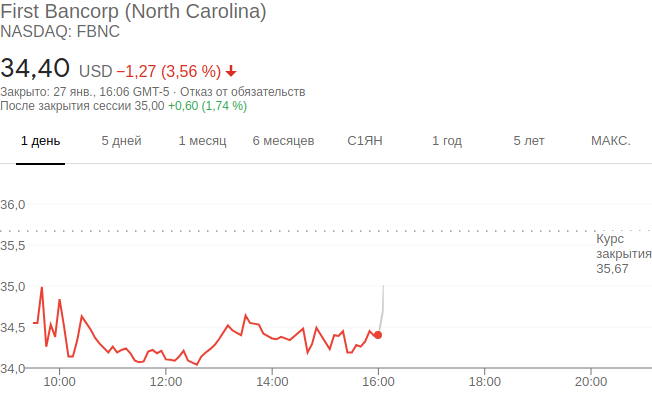 First Bancorp (North Carolina)
NASDAQ: FBNC
34,40 USD −1,27 (3,56 %)
Закрыто: 27 янв., 16:06 GMT-5 · Отказ от обязательств
После закрытия сессии 35,00 +0,60 (1,74 %)
1 день 5 дней 1 месяц 6 месяцев С1ЯН 1 год 5 лет МАКС.
36,0
Курс
35,5
закрытия
35,67
35,0
34,5
34,0
10:00 12:00 14:00 16:00 18:00 20:00